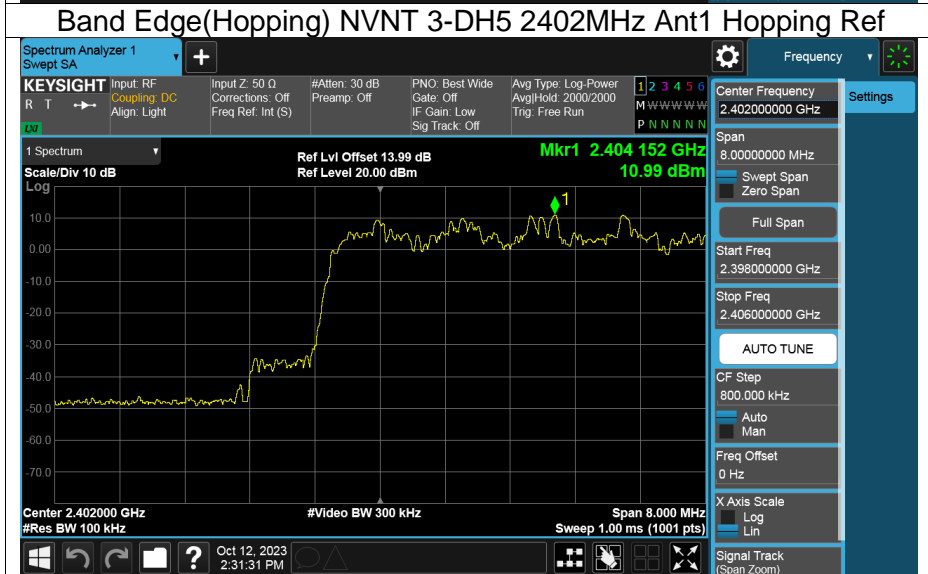 Band Edge(Hopping) NVNT 3-DH5 2402MHz Ant1 Hopping Ref
Spectrum Analyzer 1
Swept SA
+
Frequency
KEYSIGHT
R T
LXI
Input: RF
Coupling: DC
Align: Light
Input Z: 50 Ω
Corrections: Off
Freq Ref: Int (S)
#Atten: 30 dB
Preamp: Off
PNO: Best Wide
Gate: Off
IF Gain: Low
Sig Track: Off
Avg Type: Log-Power
Avg|Hold: 2000/2000
Trig: Free Run
1 2 3 4 5 6
M W W W W W
P N N N N N
Center Frequency
2.402000000 GHz
Settings
1 Spectrum
Scale/Div 10 dB
Ref Lvl Offset 13.99 dB
Ref Level 20.00 dBm
Mkr1 2.404 152 GHz
10.99 dBm
Span
8.00000000 MHz
Swept Span
Zero Span
Full Span
Start Freq
2.398000000 GHz
Stop Freq
2.406000000 GHz
AUTO TUNE
CF Step
800.000 kHz
Auto
Man
Freq Offset
0 Hz
X Axis Scale
Log
Lin
Signal Track
(Span Zoom)
Log
1
10.0
0.00
-10.0
-20.0
-30.0
-40.0
-50.0
-60.0
-70.0
Center 2.402000 GHz
#Res BW 100 kHz
#Video BW 300 kHz
Span 8.000 MHz
Sweep 1.00 ms (1001 pts)
?
Oct 12, 2023
2:31:31 PM